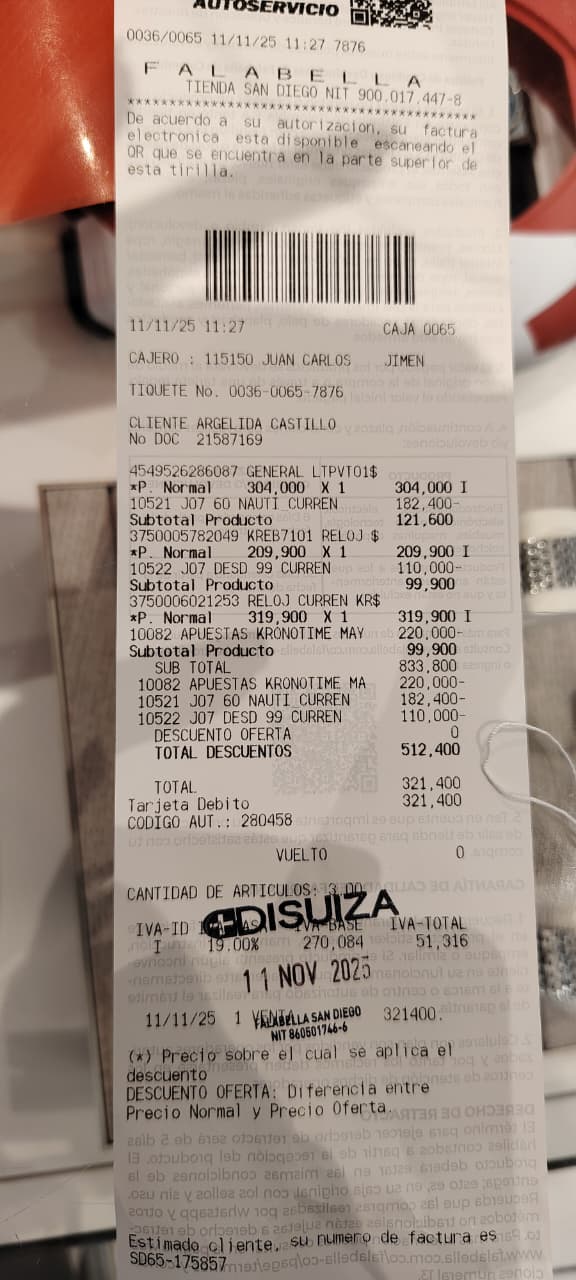 AUTOSERVICIO
0036/0065 11/11/25 11:27 7876
F A L A B E L L A
TIENDA SAN DIEGO NIT 900.017.447-8
******************************************
De acuerdo a su autorizacion, su factura
electronica esta disponible escaneando el
QR que se encuentra en la parte superior de
esta tirilla.
11/11/25 11:27 CAJA 0065
CAJERO : 115150 JUAN CARLOS JIMEN
TIQUETE No. 0036-0065-7876
CLIENTE ARGELIDA CASTILLO
No DOC 21587169
4549526286087 GENERAL LTPVT01$
*P. Normal 304,000 X 1 304,000 I
10521 J07 60 NAUTI CURREN 182,400-
Subtotal Producto 121,600
3750005782049 KREB7101 RELOJ $
*P. Normal 209,900 X 1 209,900 I
10522 J07 DESD 99 CURREN 110,000-
Subtotal Producto 99,900
3750006021253 RELOJ CURREN KR$
*P. Normal 319,900 X 1 319,900 I
10082 APUESTAS KRONOTIME MAY 220,000-
Subtotal Producto 99,900
SUB TOTAL 833,800
10082 APUESTAS KRONOTIME MA 220,000-
10521 J07 60 NAUTI CURREN 182,400-
10522 J07 DESD 99 CURREN 110,000-
DESCUENTO OFERTA 0
TOTAL DESCUENTOS 512,400
TOTAL 321,400
Tarjeta Debito 321,400
CODIGO AUT.: 280458
VUELTO 0
CANTIDAD DE ARTICULOS: 3.00
DISUIZA
IVA-ID IVA-BASE IVA-TOTAL
I 19.00% 270,084 51,316
11 NOV 2025
11/11/25 1 VENTA 321400.
FALABELLA SAN DIEGO
NIT 860501746-6
(*) Precio sobre el cual se aplica el
descuento
DESCUENTO OFERTA: Diferencia entre
Precio Normal y Precio Oferta.
Estimado cliente, su numero de factura es
SD65-175857